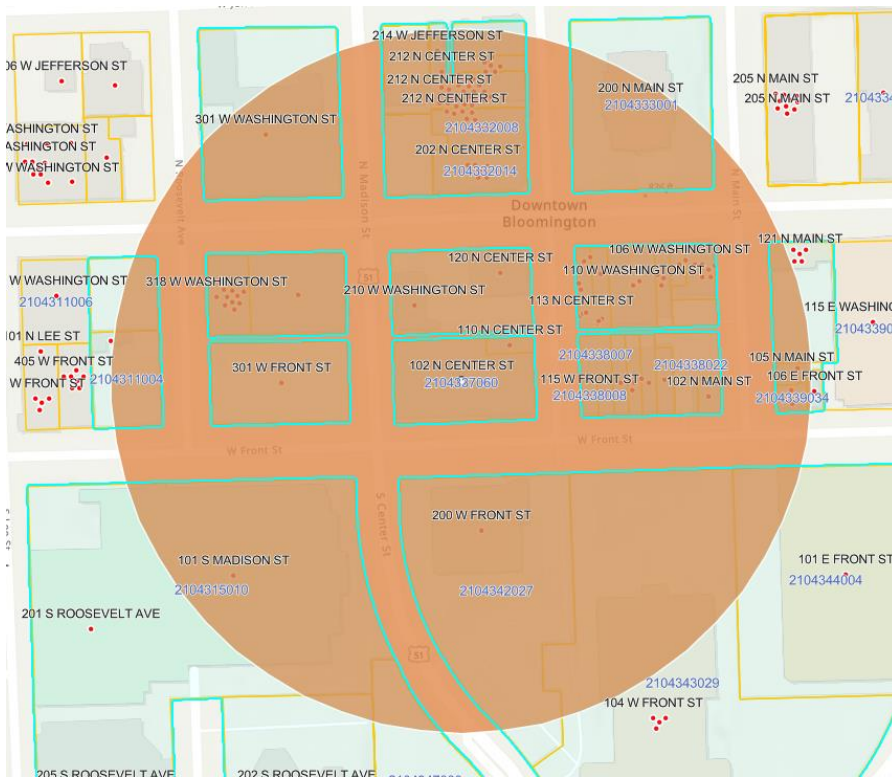 214 W JEFFERSON ST
212 N CENTER ST
06 W JEFFERSON ST
212 N CENTER ST
200 N MAIN ST
205 N MAIN ST
212 N CENTER ST
2104333001
205 N MAIN ST
301 W WASHINGTON ST
2104332008
ASHINGTON ST
202 N CENTER ST
ASHINGTON ST
W WASHINGTON ST
2104332014
N Roosevelt Ave
N Madison St
N Main St
Downtown
Bloomington
121 N MAIN ST
106 W WASHINGTON ST
120 N CENTER ST
110 W WASHINGTON ST
W WASHINGTON ST
318 W WASHINGTON ST
51
210 W WASHINGTON ST
2104311006
113 N CENTER ST
115 E WASHING
110 N CENTER ST
101 N LEE ST
2104338007
105 N MAIN ST
405 W FRONT ST
301 W FRONT ST
102 N CENTER ST
2104338022
106 E FRONT ST
W FRONT ST
2104311004
2104337060
115 W FRONT ST
102 N MAIN ST
2104338008
2104339034
W Front St
W Front St
S Center St
200 W FRONT ST
101 S MADISON ST
101 E FRONT ST
2104315010
2104342027
2104344004
201 S ROOSEVELT AVE
51
2104343029
104 W FRONT ST
205 S ROOSEVELT AVE
202 S ROOSEVELT AVE